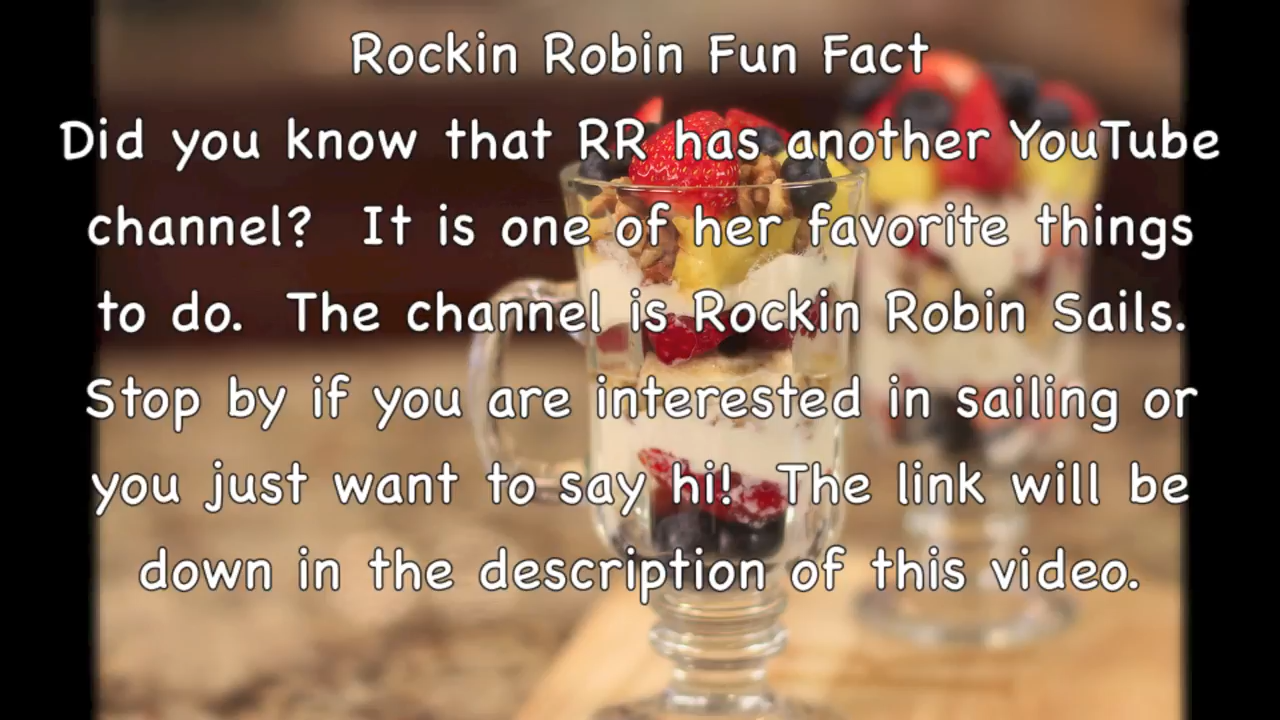 Rockin Robin Fun Fact
Did you know that RR has another YouTube
channel? It is one of her favorite things
to do. The channel is Rockin Robin Sails.
Stop by if you are interested in sailing or
you just want to say hi! The link will be
down in the description of this video.